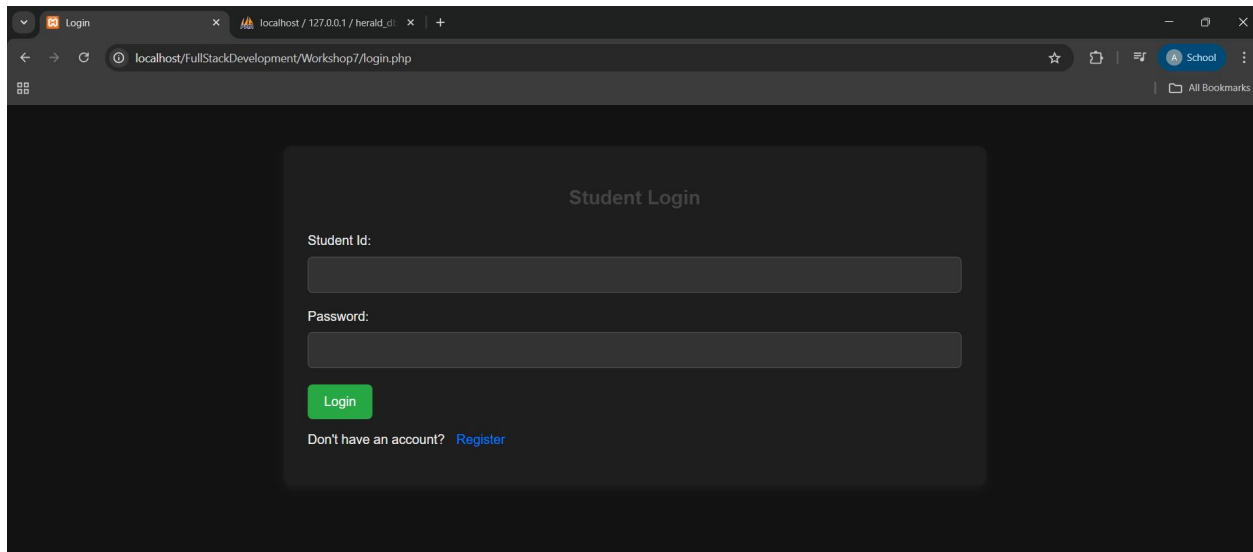 Login
localhost / 127.0.0.1 / herald_d
localhost/FullStackDevelopment/Workshop7/login.php
A School
All Bookmarks
Student Login
Student Id:
Password:
Login
Don't have an account? Register